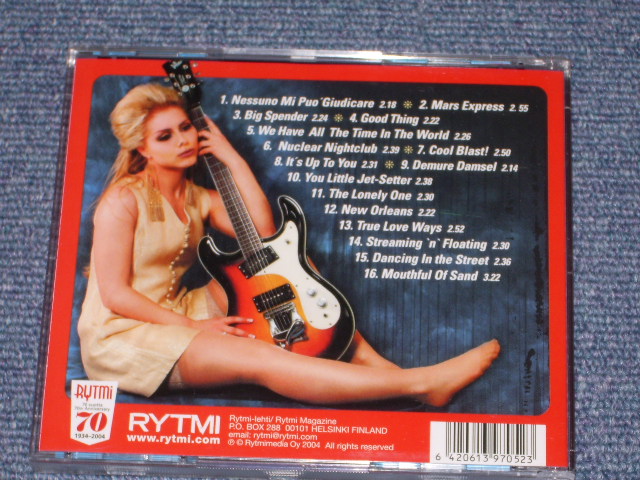 1. Nessuno Mi Puo`Giudicare 2.18 ※ 2. Mars Express 2.55
3. Big Spender 2.24 ※ 4. Good Thing 2.22
5. We Have All The Time In The World 2.26
6. Nuclear Nightclub 2.39 ※ 7. Cool Blast! 2.50
8. It`s Up To You 2.31 ※ 9. Demure Damsel 2.14
10. You Little Jet-Setter 2.38
11. The Lonely One 2.30
12. New Orleans 2.22
13. True Love Ways 2.52
14. Streaming `n` Floating 2.30
15. Dancing In the Street 2.36
16. Mouthful Of Sand 3.22
RYTMi
70
1934-2004
RYTMI
www.rytmi.com
Rytmi-lehti/ Rytmi Magazine
P.O. BOX 288 00101 HELSINKI FINLAND
email: rytmi@rytmi.com
℗ © Rytmimedia Oy 2004 All rights reserved
6 420613 970523